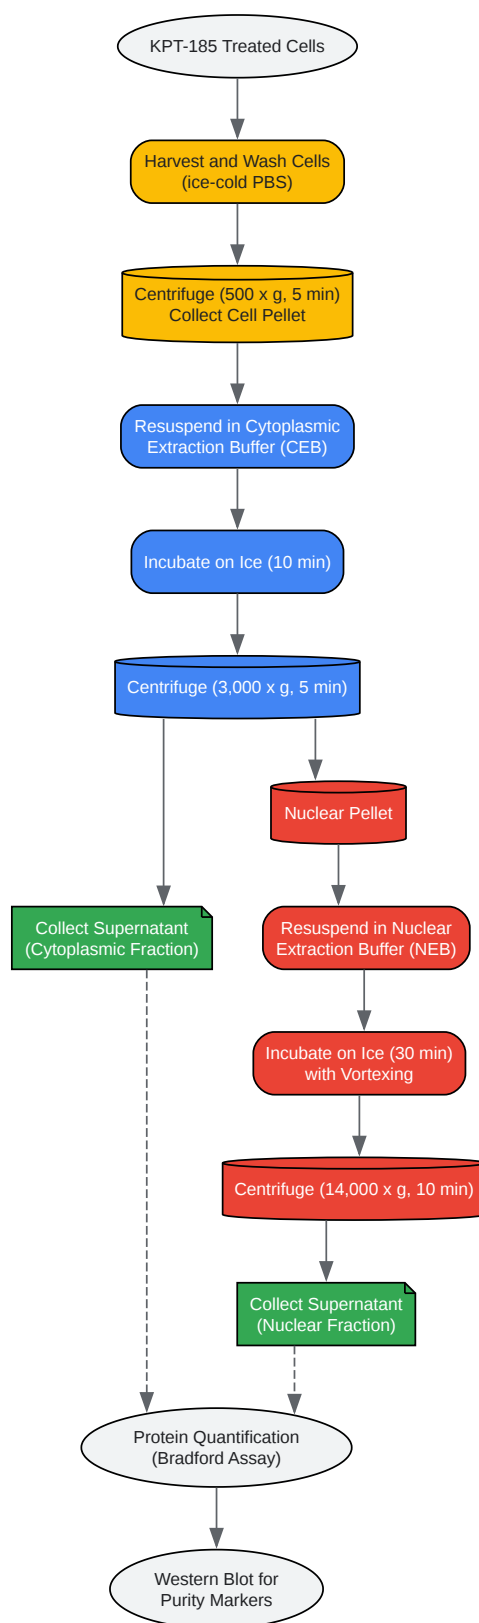 KPT-185 Treated Cells
Harvest and Wash Cells
(ice-cold PBS)
Centrifuge (500 x g, 5 min)
Collect Cell Pellet
Resuspend in Cytoplasmic
Extraction Buffer (CEB)
Incubate on Ice (10 min)
Centrifuge (3,000 x g, 5 min)
Nuclear Pellet
Collect Supernatant
(Cytoplasmic Fraction)
Resuspend in Nuclear
Extraction Buffer (NEB)
Incubate on Ice (30 min)
with Vortexing
Centrifuge (14,000 x g, 10 min)
Collect Supernatant
(Nuclear Fraction)
Protein Quantification
(Bradford Assay)
Western Blot for
Purity Markers